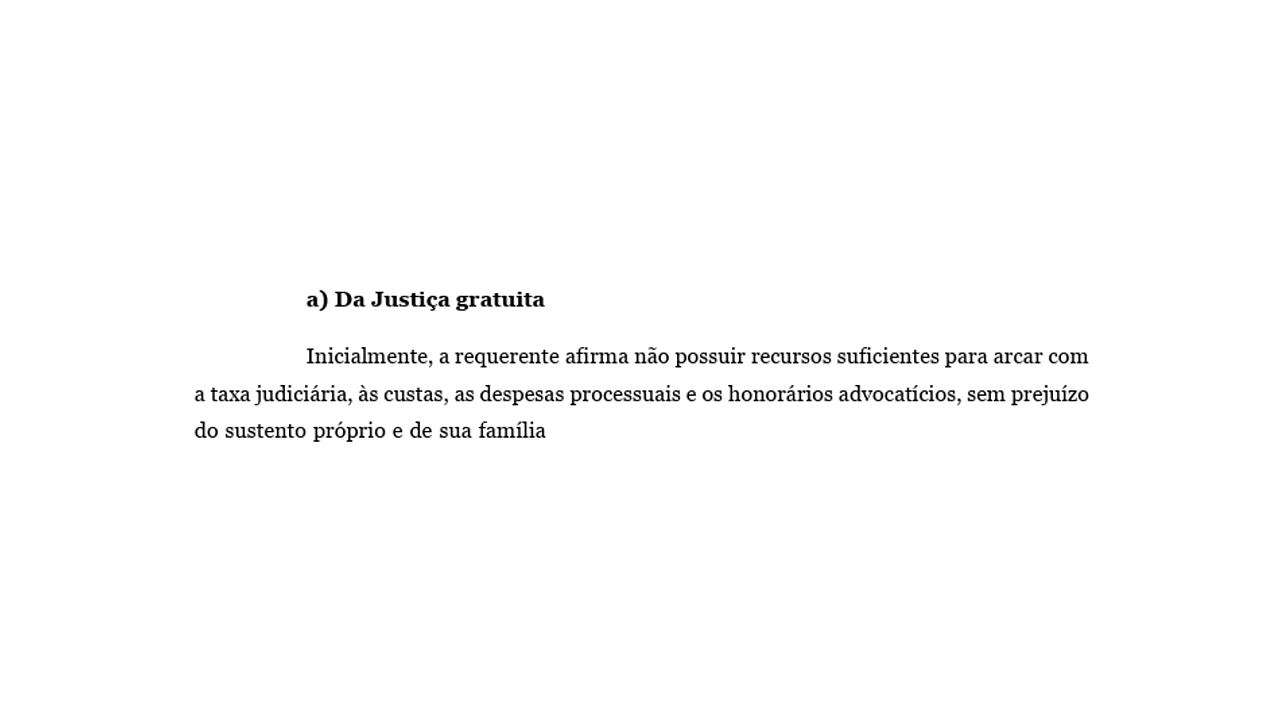 a) Da Justiça gratuita
Inicialmente, a requerente afirma não possuir recursos suficientes para arcar com
a taxa judiciária, às custas, as despesas processuais e os honorários advocatícios, sem prejuízo
do sustento próprio e de sua família